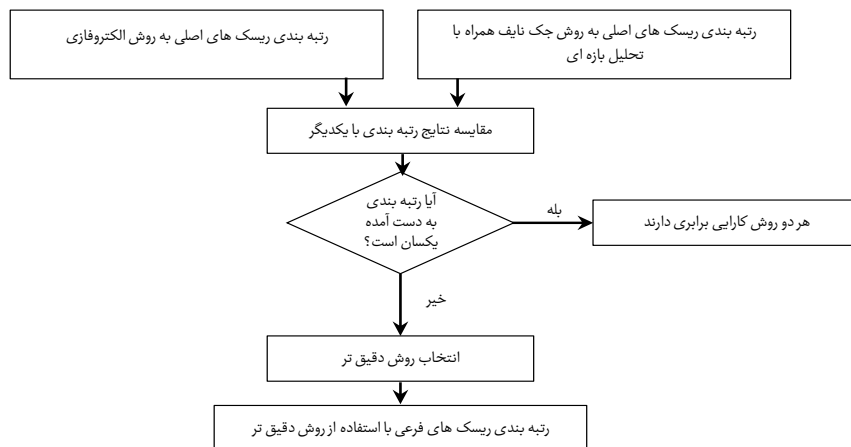 رتبه بندی ریسک های اصلی به روش جک نایف همراه با
تحلیل بازه ای
رتبه بندی ریسک های اصلی به روش الکتروفازی
مقایسه نتایج رتبه بندی با یکدیگر
آیا رتبه بندی
به دست آمده
یکسان است؟
بله
هر دو روش کارایی برابری دارند
خیر
انتخاب روش دقیق تر
رتبه بندی ریسک های فرعی با استفاده از روش دقیق تر